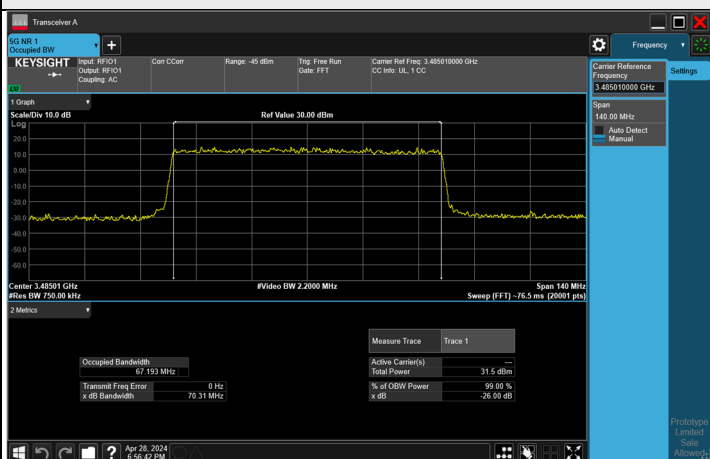 Transceiver A
5G NR 1
Occupied BW
Frequency
KEYSIGHT
Input: RFIO1
Output: RFIO1
Coupling: AC
Corr CCorr
Range: -45 dBm
Trig: Free Run
Gate: FFT
Carrier Ref Freq: 3.485010000 GHz
CC Info: UL, 1 CC
Carrier Reference
Frequency
3.485010000 GHz
Settings
Span
140.00 MHz
Auto Detect
Manual
1 Graph
Scale/Div 10.0 dB
Ref Value 30.00 dBm
Log
20.0
10.0
0.00
-10.0
-20.0
-30.0
-40.0
-50.0
-60.0
Center 3.48501 GHz
#Video BW 2.2000 MHz
Span 140 MHz
#Res BW 750.00 kHz
Sweep (FFT) ~76.5 ms (20001 pts)
2 Metrics
Measure Trace
Trace 1
Occupied Bandwidth
67.193 MHz
Active Carrier(s)
---
Total Power
31.5 dBm
Transmit Freq Error
0 Hz
x dB Bandwidth
70.31 MHz
% of OBW Power
99.00 %
x dB
-26.00 dB
Prototype
Limited
Sale
Allowed
?
Apr 28, 2024
6:56:42 PM